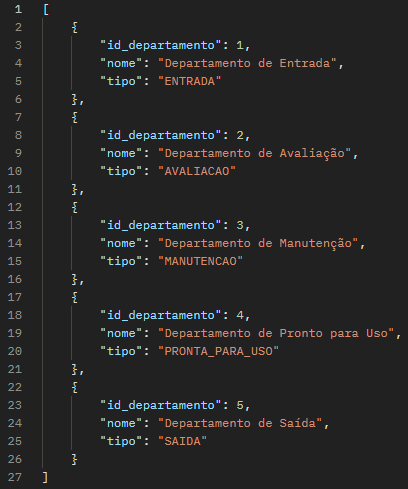 1 [
2     {
3         "id_departamento": 1,
4         "nome": "Departamento de Entrada",
5         "tipo": "ENTRADA"
6     },
7     {
8         "id_departamento": 2,
9         "nome": "Departamento de Avaliação",
10         "tipo": "AVALIACAO"
11     },
12     {
13         "id_departamento": 3,
14         "nome": "Departamento de Manutenção",
15         "tipo": "MANUTENCAO"
16     },
17     {
18         "id_departamento": 4,
19         "nome": "Departamento de Pronto para Uso",
20         "tipo": "PRONTA_PARA_USO"
21     },
22     {
23         "id_departamento": 5,
24         "nome": "Departamento de Saída",
25         "tipo": "SAIDA"
26     }
27 ]